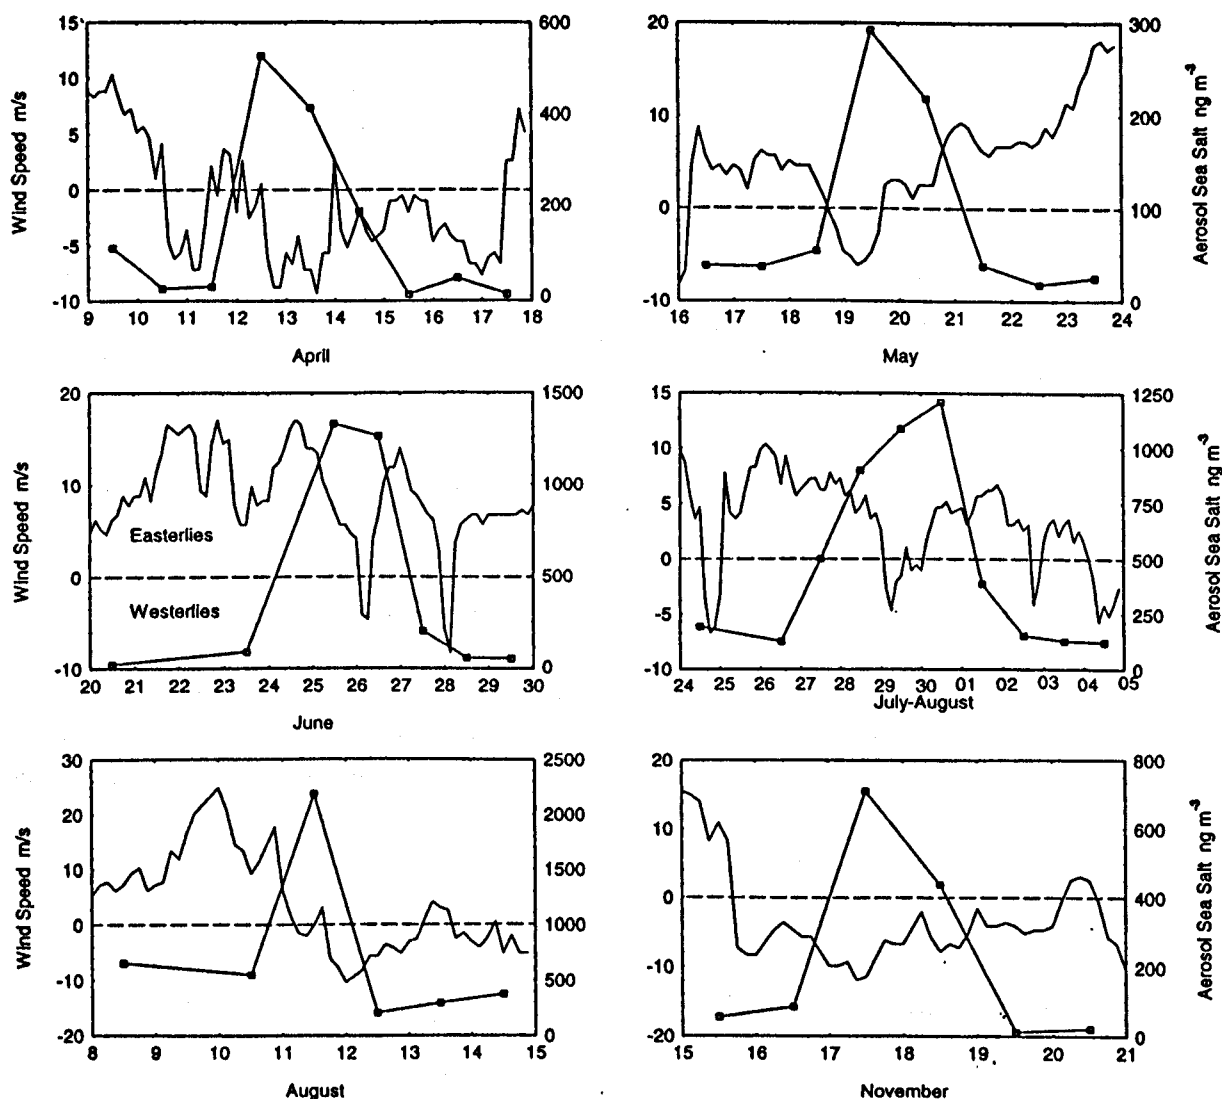 15 600 20 300
10 400 15
5 10 200
0 200 5
-5 0 100
-5
-10 0 -10 0
9 10 11 12 13 14 15 16 17 18
16 17 18 19 20 21 22 23 24
Wind Speed m/s
Aerosol Sea Salt ng m-3
April
May
20 1500 15 1250
10 1000
10 1000 5 750
Easterlies
0 500 0 500
Westerlies
-5 250
-10 0 -10 0
20 21 22 23 24 25 26 27 28 29 30
24 25 26 27 28 29 30 01 02 03 04 05
Wind Speed m/s
Aerosol Sea Salt ng m-3
June
July-August
30 2500 20 800
20 2000 10 600
10 1500
0 1000 0 400
-10 500 -10 200
-20 0 -20 0
8 9 10 11 12 13 14 15
15 16 17 18 19 20 21
Wind Speed m/s
Aerosol Sea Salt ng m-3
August
November